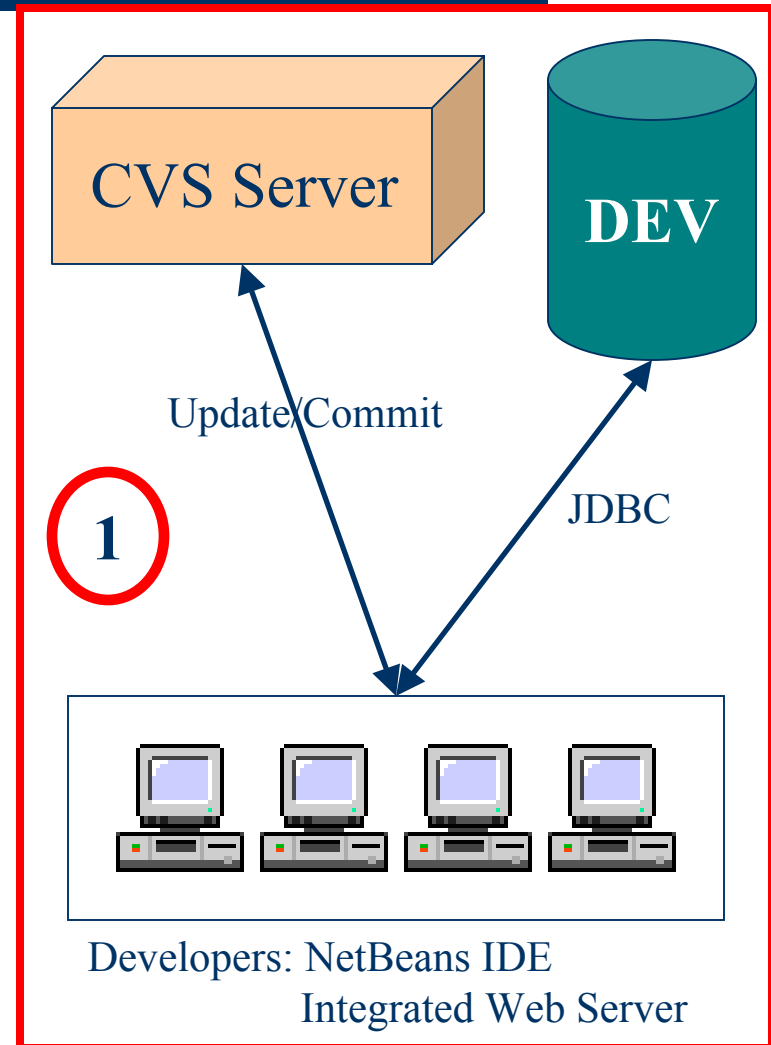 CVS Server
DEV
Update/Commit
JDBC
1
Developers: NetBeans IDE
Integrated Web Server